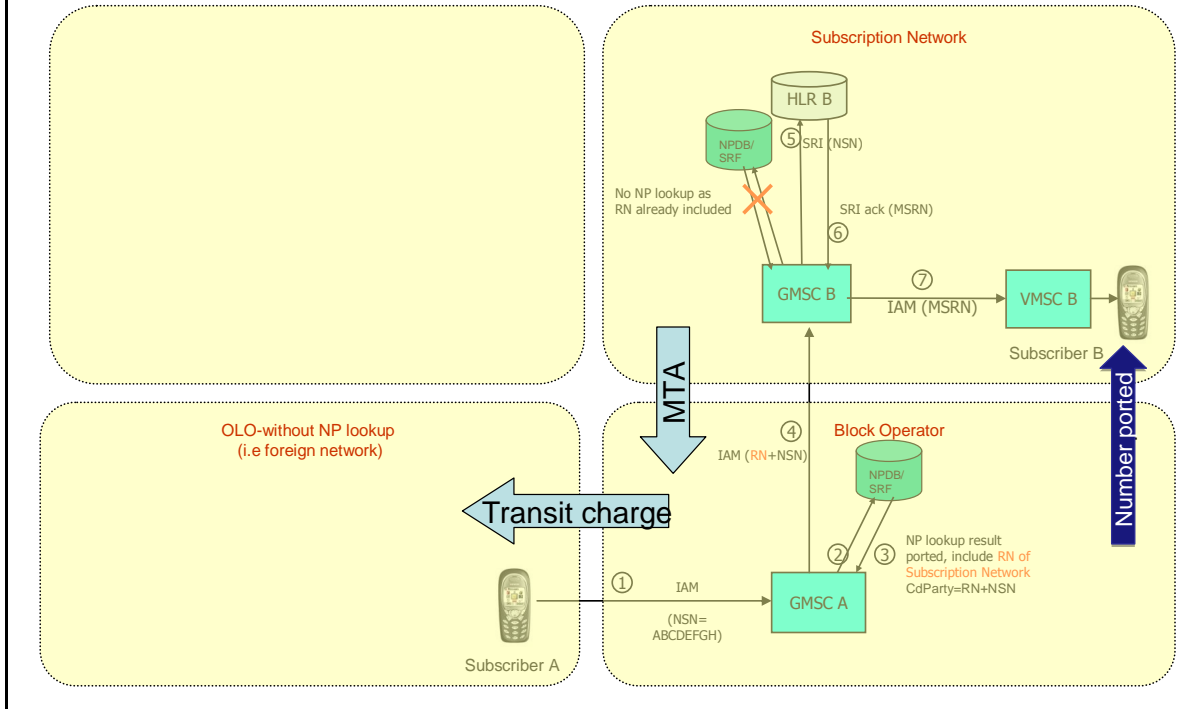 Subscription Network
HLR B
NPDB/
SRF
5
SRI (NSN)
No NP lookup as
RN already included
SRI ack (MSRN)
6
GMSC B
7
IAM (MSRN)
VMSC B
Subscriber B
MTA
Number ported
OLO-without NP lookup
(i.e foreign network)
Block Operator
4
IAM (RN+NSN)
NPDB/
SRF
Transit charge
2
3
NP lookup result
ported, include RN of
Subscription Network
CdParty=RN+NSN
1
IAM
(NSN=
ABCDEFGH)
GMSC A
Subscriber A